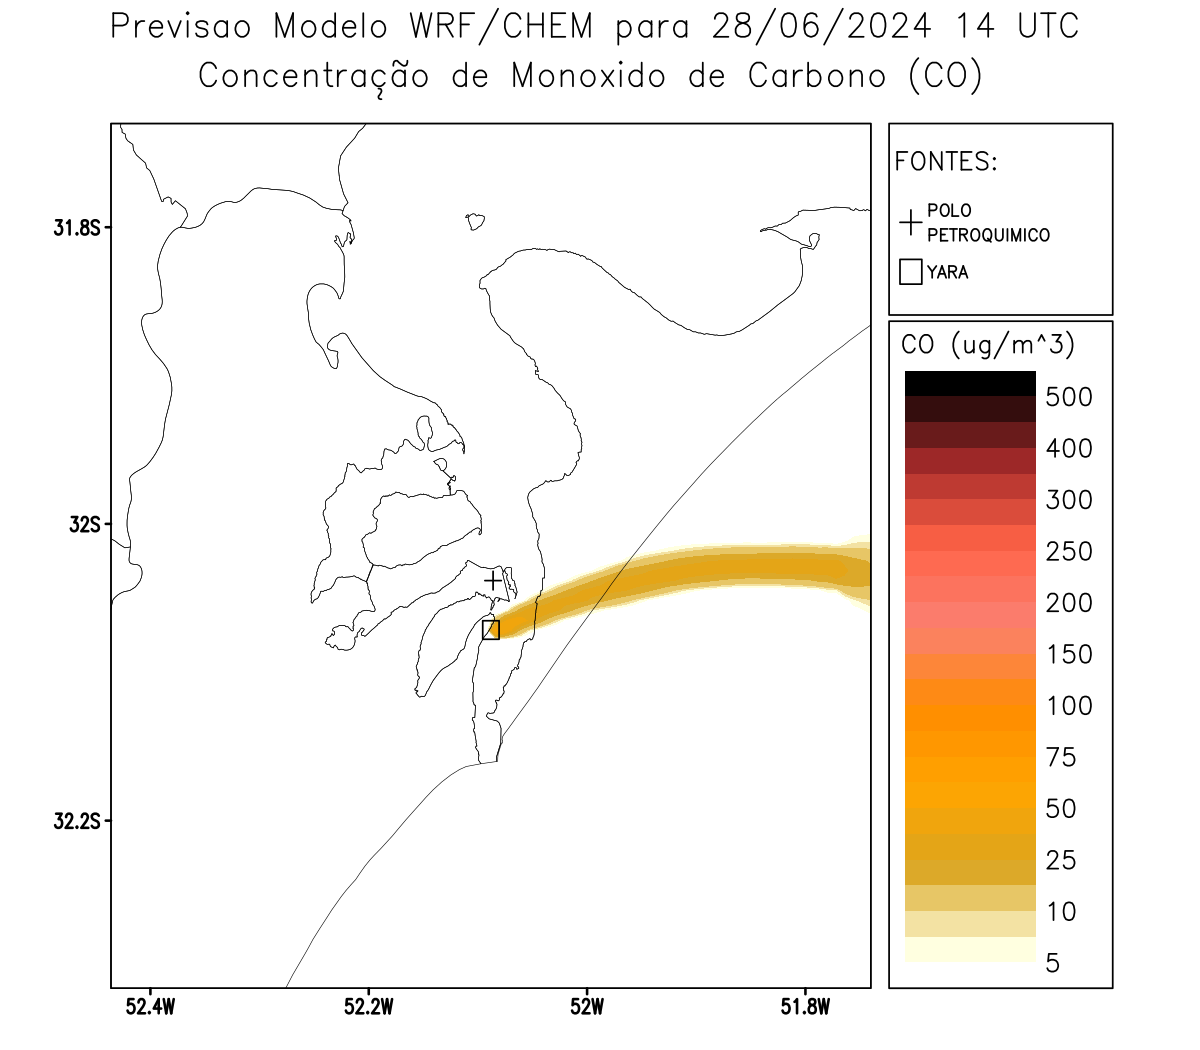 Previsao Modelo WRF/CHEM para 28/06/2024 14 UTC
Concentração de Monoxido de Carbono (CO)
FONTES:
POLO
PETROQUIMICO
YARA
CO (ug/m^3)
500
400
300
250
200
150
100
75
50
25
10
5
31.8S
32S
32.2S
52.4W
52.2W
52W
51.8W